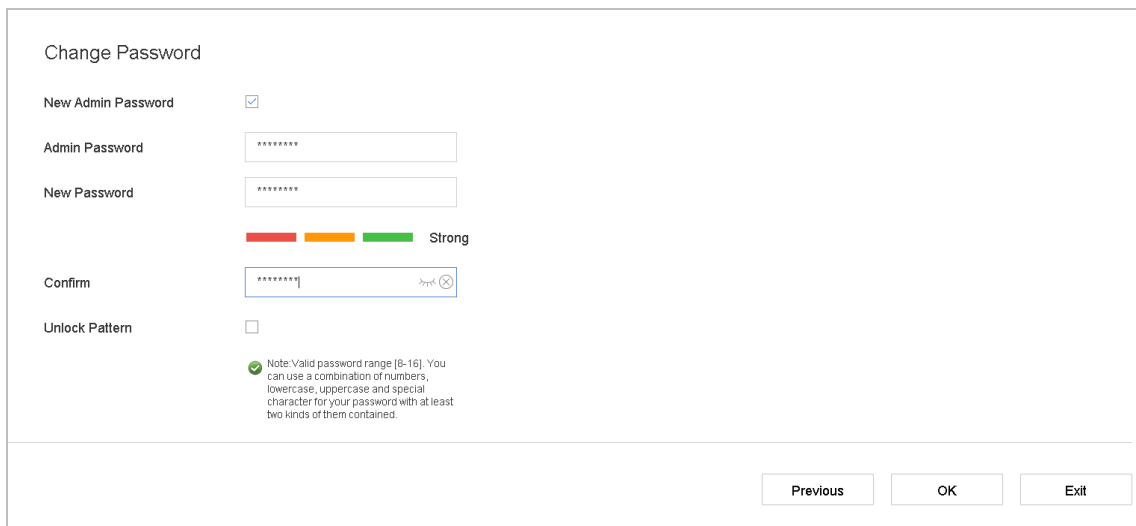 Change Password
New Admin Password
Admin Password ********
New Password ********
Strong
Confirm ********
Unlock Pattern
Note:Valid password range [8-16]. You
can use a combination of numbers,
lowercase, uppercase and special
character for your password with at least
two kinds of them contained.
Previous OK Exit